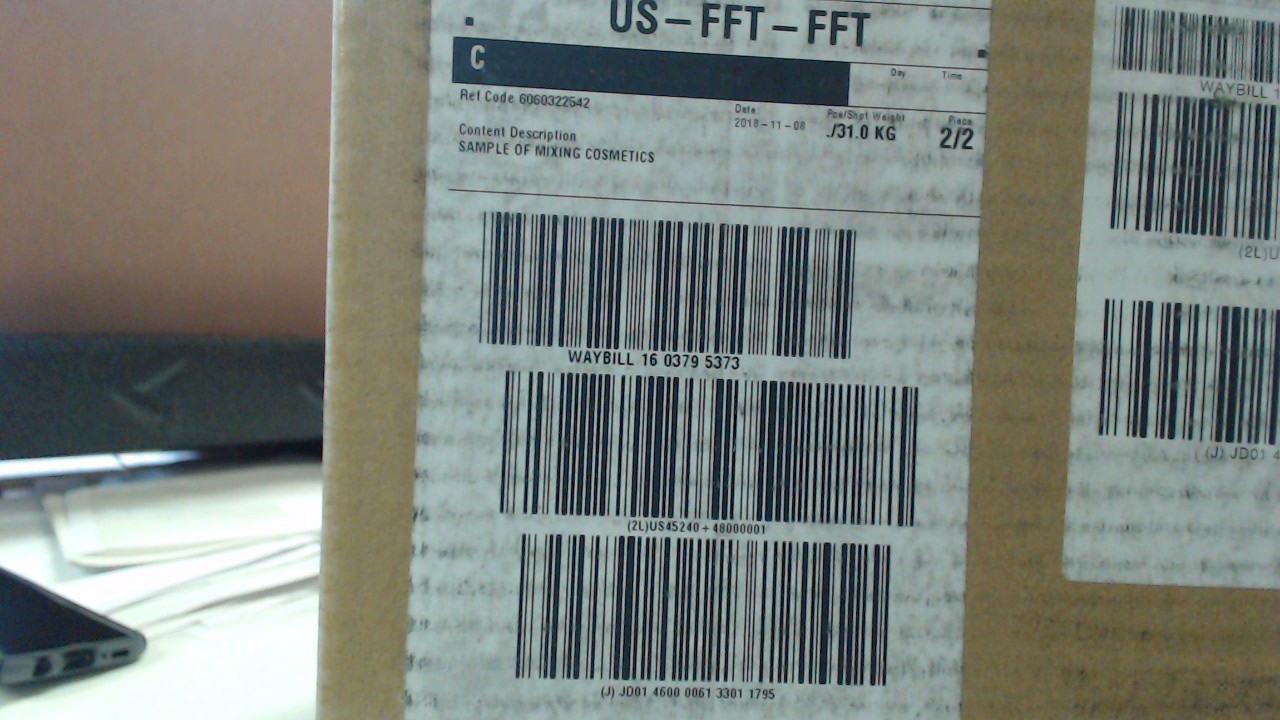 US-FFT-FFT
C
Day Time
Ref Code 6060322542
Date: Pce/Shpt Weight Piece
2018-11-08 ./31.0 KG 2/2
Content Description
SAMPLE OF MIXING COSMETICS
WAYBILL 16 0379 5373
(2L)US45240+48000001
(J) JD01 4600 0061 3301 1795
WAYBILL 1
(2L)U
(J) JD01 4